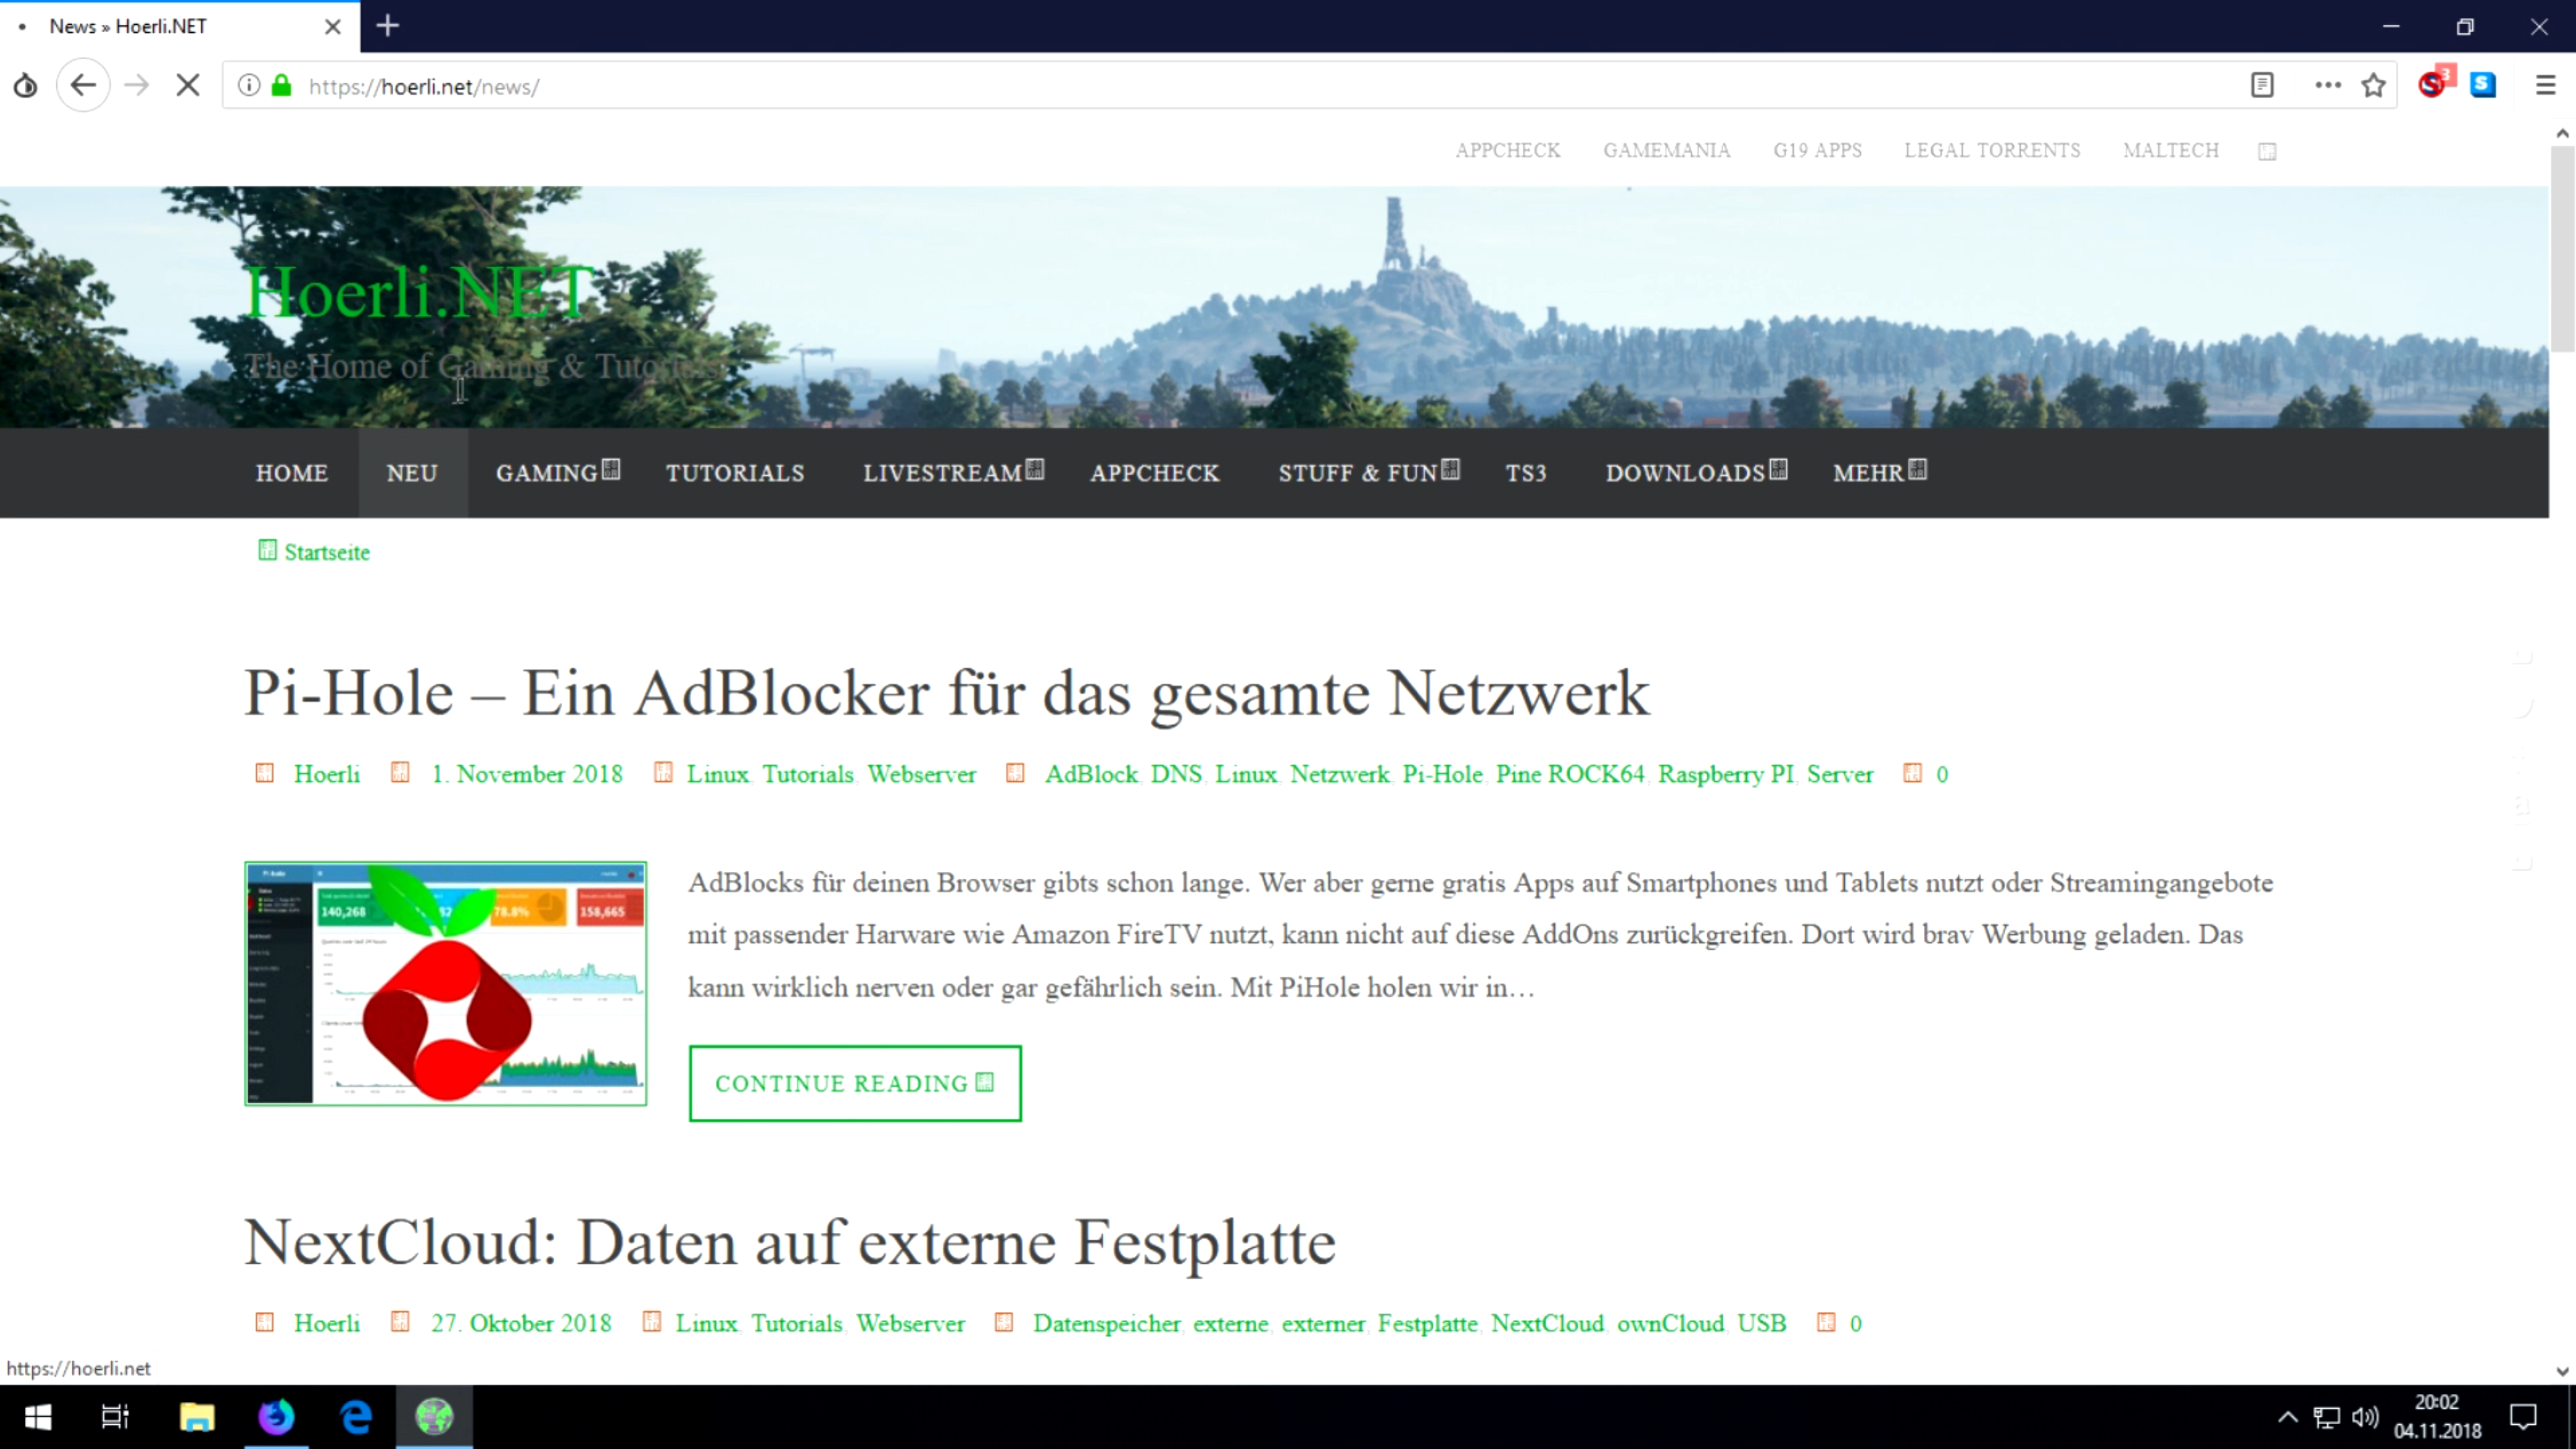 News » Hoerli.NET
https://hoerli.net/news/
3
APPCHECK GAMEMANIA G19 APPS LEGAL TORRENTS MALTECH
Hoerli.NET
The Home of Gaming & Tutorials
HOME NEU GAMING TUTORIALS LIVESTREAM APPCHECK STUFF & FUN TS3 DOWNLOADS MEHR
Startseite
Pi-Hole – Ein AdBlocker für das gesamte Netzwerk
Hoerli 1. November 2018 Linux, Tutorials, Webserver AdBlock, DNS, Linux, Netzwerk, Pi-Hole, Pine ROCK64, Raspberry PI, Server 0
140,268 78.8% 158,665
AdBlocks für deinen Browser gibts schon lange. Wer aber gerne gratis Apps auf Smartphones und Tablets nutzt oder Streamingangebote
mit passender Harware wie Amazon FireTV nutzt, kann nicht auf diese AddOns zurückgreifen. Dort wird brav Werbung geladen. Das
kann wirklich nerven oder gar gefährlich sein. Mit PiHole holen wir in…
CONTINUE READING
NextCloud: Daten auf externe Festplatte
Hoerli 27. Oktober 2018 Linux, Tutorials, Webserver Datenspeicher, externe, externer, Festplatte, NextCloud, ownCloud, USB 0
https://hoerli.net
20:02
04.11.2018